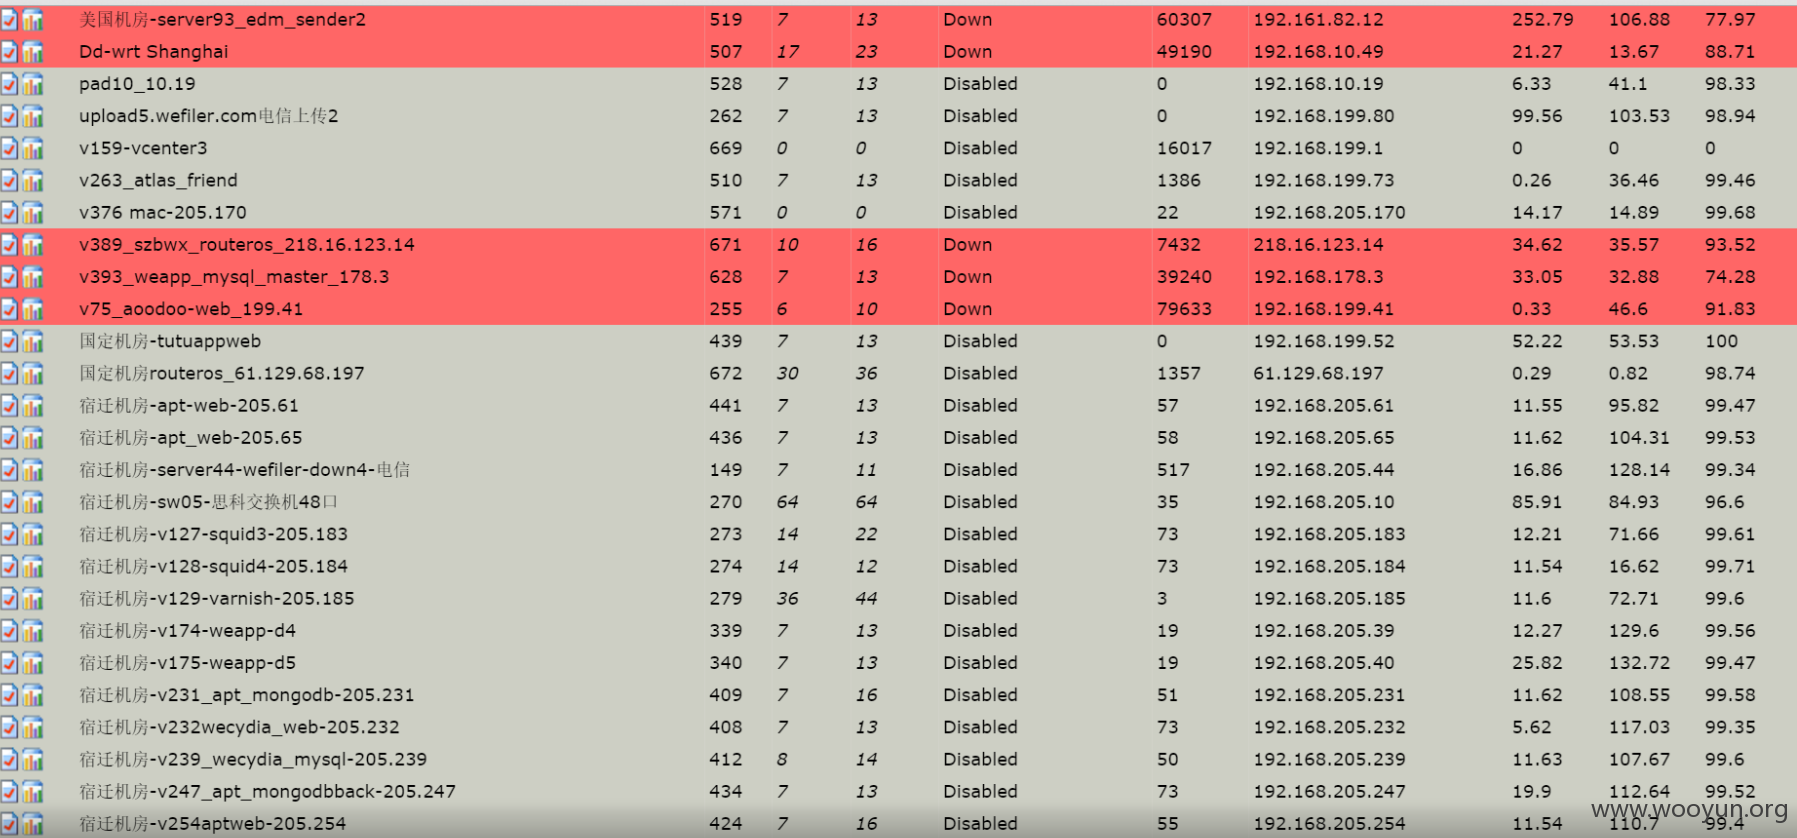 美国机房-server93_edm_sender2 519 7 13 Down 60307 192.161.82.12 252.79 106.88 77.97
Dd-wrt Shanghai 507 17 23 Down 49190 192.168.10.49 21.27 13.67 88.71
pad10_10.19 528 7 13 Disabled 0 192.168.10.19 6.33 41.1 98.33
upload5.wefiler.com电信上传2 262 7 13 Disabled 0 192.168.199.80 99.56 103.53 98.94
v159-vcenter3 669 0 0 Disabled 16017 192.168.199.1 0 0 0
v263_atlas_friend 510 7 13 Disabled 1386 192.168.199.73 0.26 36.46 99.46
v376 mac-205.170 571 0 0 Disabled 22 192.168.205.170 14.17 14.89 99.68
v389_szbwx_routeros_218.16.123.14 671 10 16 Down 7432 218.16.123.14 34.62 35.57 93.52
v393_weapp_mysql_master_178.3 628 7 13 Down 39240 192.168.178.3 33.05 32.88 74.28
v75_aoodoo-web_199.41 255 6 10 Down 79633 192.168.199.41 0.33 46.6 91.83
国定机房-tutuappweb 439 7 13 Disabled 0 192.168.199.52 52.22 53.53 100
国定机房routeros_61.129.68.197 672 30 36 Disabled 1357 61.129.68.197 0.29 0.82 98.74
宿迁机房-apt-web-205.61 441 7 13 Disabled 57 192.168.205.61 11.55 95.82 99.47
宿迁机房-apt_web-205.65 436 7 13 Disabled 58 192.168.205.65 11.62 104.31 99.53
宿迁机房-server44-wefiler-down4-电信 149 7 11 Disabled 517 192.168.205.44 16.86 128.14 99.34
宿迁机房-sw05-思科交换机48口 270 64 64 Disabled 35 192.168.205.10 85.91 84.93 96.6
宿迁机房-v127-squid3-205.183 273 14 22 Disabled 73 192.168.205.183 12.21 71.66 99.61
宿迁机房-v128-squid4-205.184 274 14 12 Disabled 73 192.168.205.184 11.54 16.62 99.71
宿迁机房-v129-varnish-205.185 279 36 44 Disabled 3 192.168.205.185 11.6 72.71 99.6
宿迁机房-v174-weapp-d4 339 7 13 Disabled 19 192.168.205.39 12.27 129.6 99.56
宿迁机房-v175-weapp-d5 340 7 13 Disabled 19 192.168.205.40 25.82 132.72 99.47
宿迁机房-v231_apt_mongodb-205.231 409 7 16 Disabled 51 192.168.205.231 11.62 108.55 99.58
宿迁机房-v232wecydia_web-205.232 408 7 13 Disabled 73 192.168.205.232 5.62 117.03 99.35
宿迁机房-v239_wecydia_mysql-205.239 412 8 14 Disabled 50 192.168.205.239 11.63 107.67 99.6
宿迁机房-v247_apt_mongodbback-205.247 434 7 13 Disabled 73 192.168.205.247 19.9 112.64 99.52
宿迁机房-v254aptweb-205.254 424 7 16 Disabled 55 192.168.205.254 11.54 110.7 99.4
www.wooyun.org